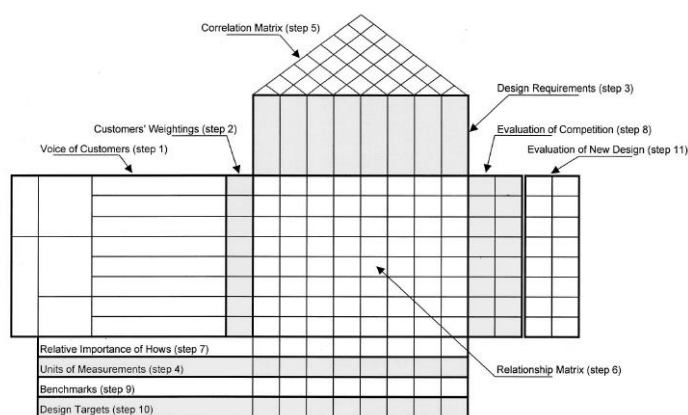 Correlation Matrix (step 5)
Design Requirements (step 3)
Customers' Weightings (step 2)
Evaluation of Competition (step 8)
Voice of Customers (step 1)
Evaluation of New Design (step 11)
Relative Importance of Hows (step 7)
Units of Measurements (step 4)
Relationship Matrix (step 6)
Benchmarks (step 9)
Design Targets (step 10)